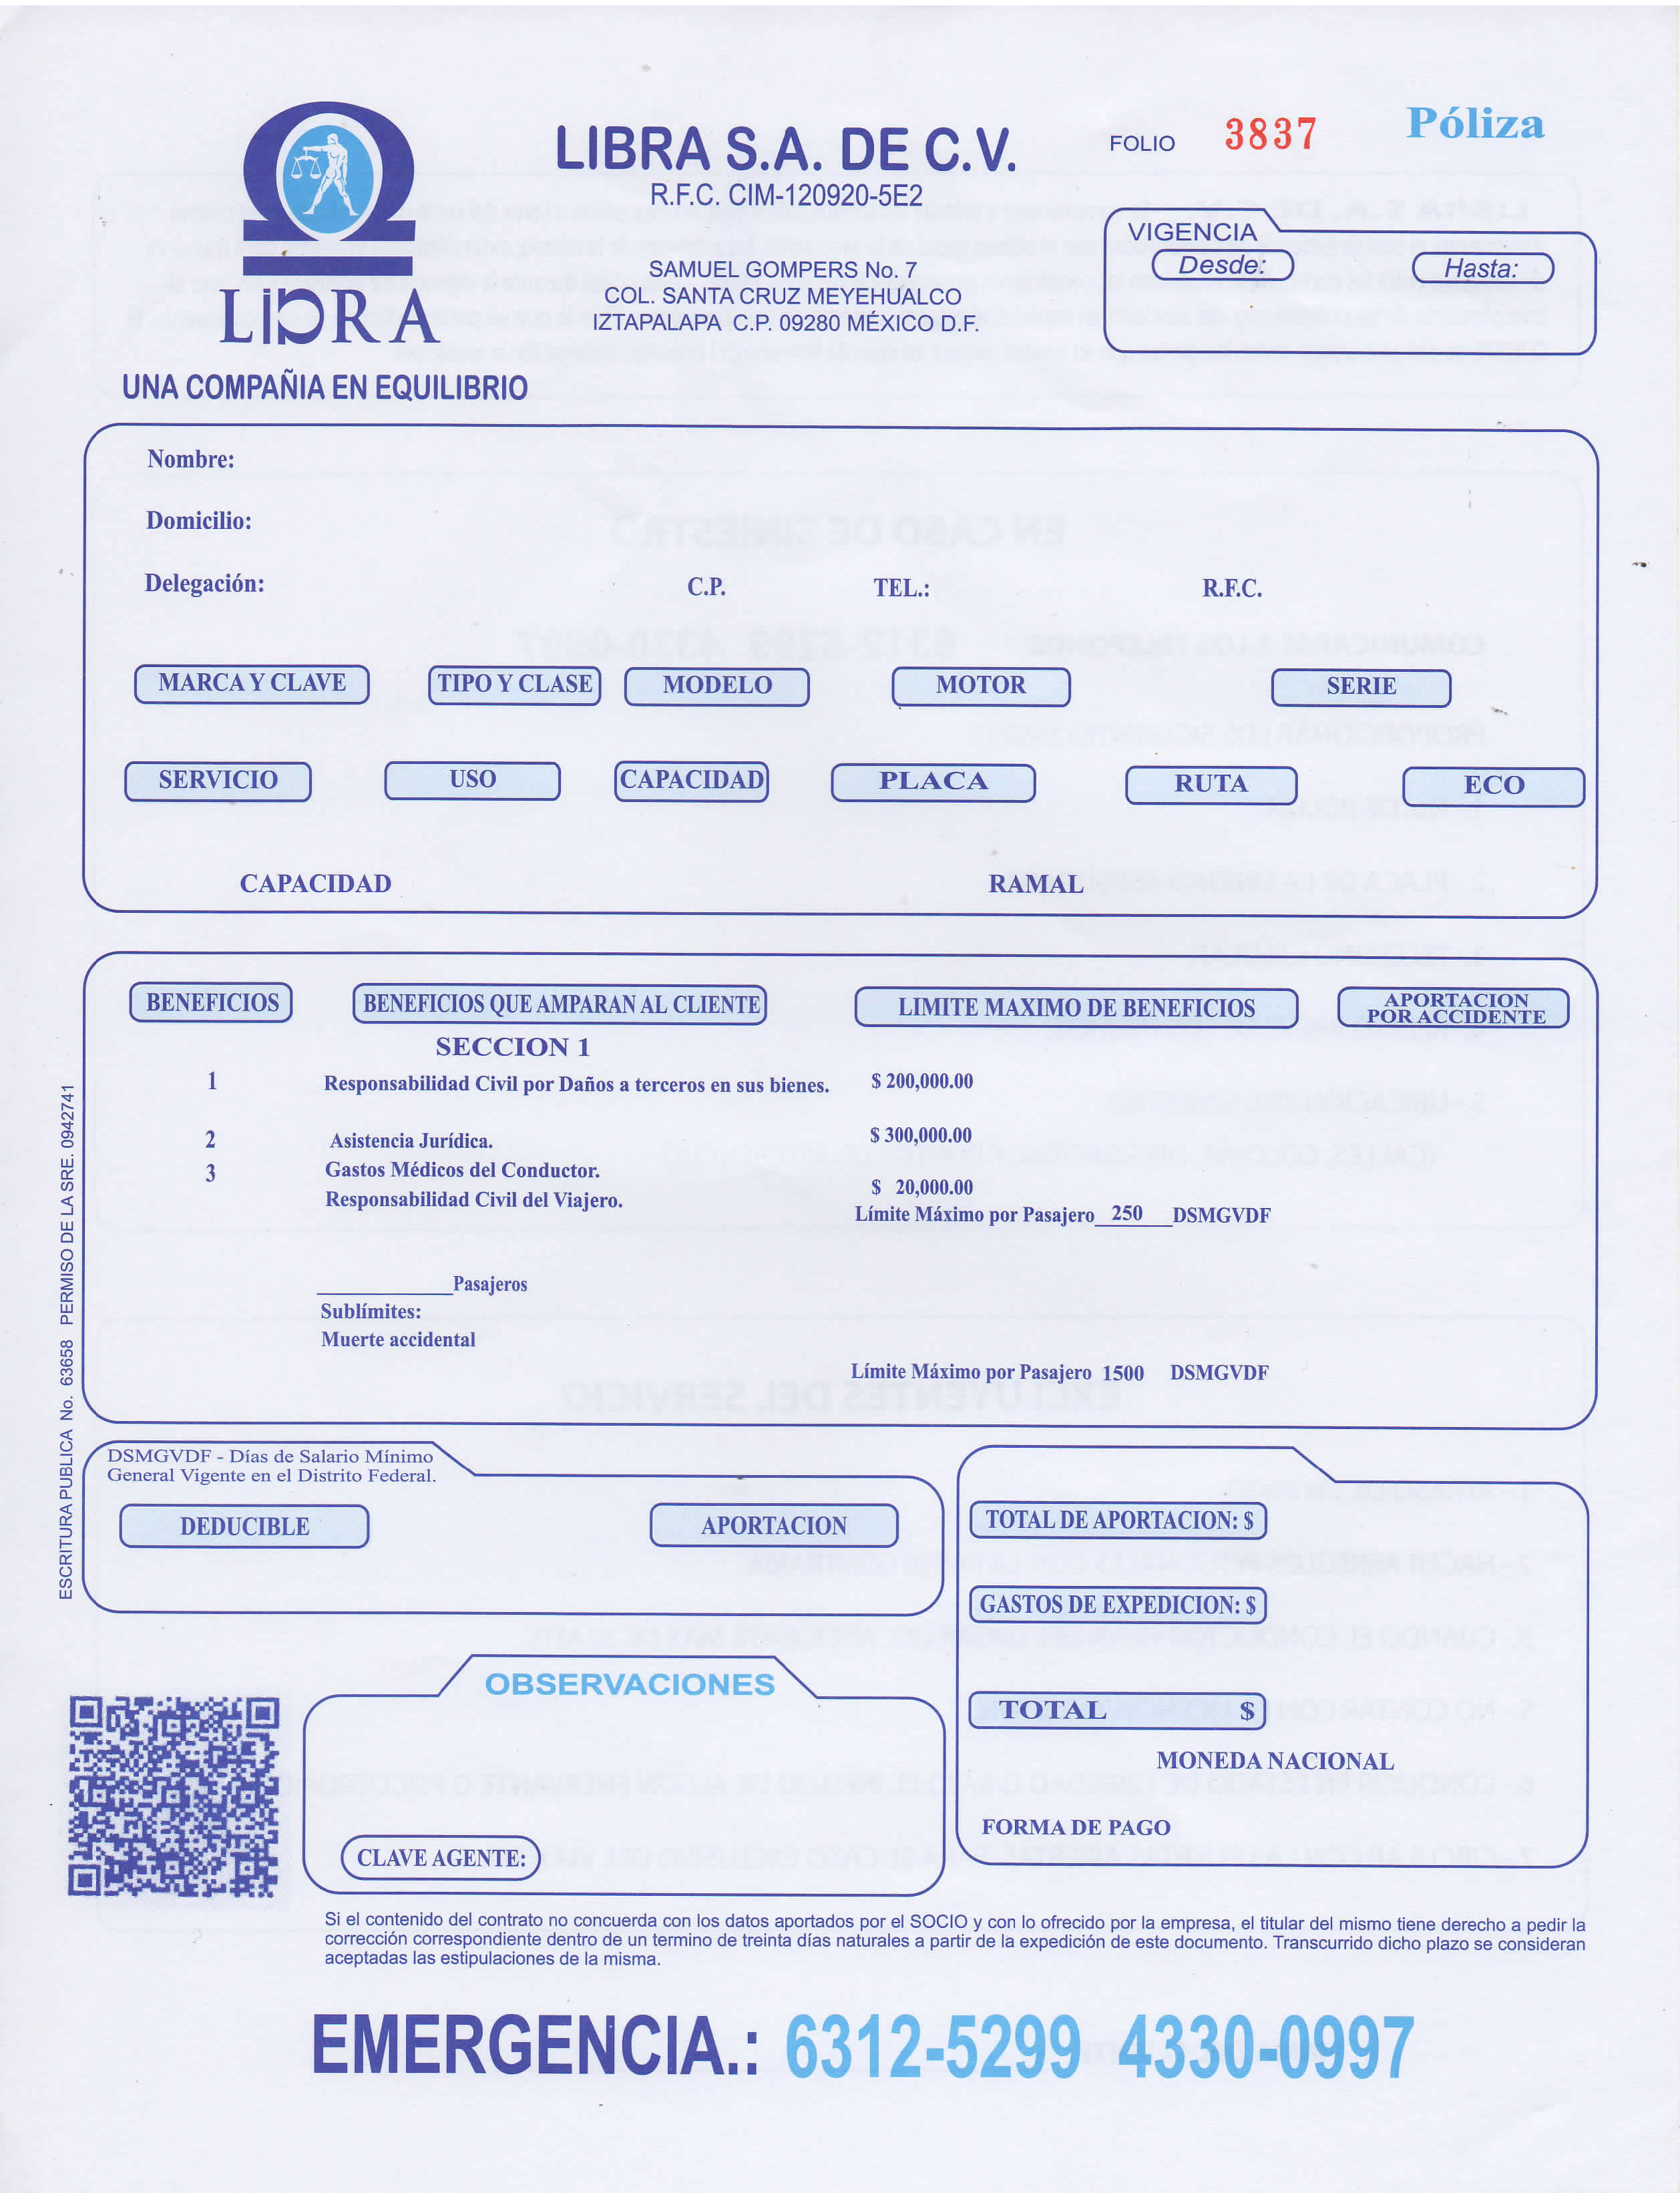 LIBRA
UNA COMPAÑIA EN EQUILIBRIO
LIBRA S.A. DE C.V.
R.F.C. CIM-120920-5E2
SAMUEL GOMPERS No. 7
COL. SANTA CRUZ MEYEHUALCO
IZTAPALAPA C.P. 09280 MEXICO D.F.
FOLIO 3837 Póliza
VIGENCIA
Desde: Hasta:
Nombre:
Domicilio:
Delegación: C.P. TEL.: R.F.C.
MARCA Y CLAVE TIPO Y CLASE MODELO MOTOR SERIE
SERVICIO USO CAPACIDAD PLACA RUTA ECO
CAPACIDAD RAMAL
BENEFICIOS BENEFICIOS QUE AMPARAN AL CLIENTE LIMITE MAXIMO DE BENEFICIOS APORTACION
POR ACCIDENTE
SECCION 1
1 Responsabilidad Civil por Daños a terceros en sus bienes. $ 200,000.00
2 Asistencia Jurídica. $ 300,000.00
3 Gastos Médicos del Conductor. $ 20,000.00
Responsabilidad Civil del Viajero. Límite Máximo por Pasajero 250 DSMGVDF
Pasajeros
Sublímites:
Muerte accidental
Límite Máximo por Pasajero 1500 DSMGVDF
ESCRITURA PUBLICA No. 63658 PERMISO DE LA SRE. 0942741
DSMGVDF - Días de Salario Mínimo
General Vigente en el Distrito Federal.
DEDUCIBLE APORTACION
TOTAL DE APORTACION: $
GASTOS DE EXPEDICION: $
TOTAL $
MONEDA NACIONAL
FORMA DE PAGO
OBSERVACIONES
CLAVE AGENTE:
Si el contenido del contrato no concuerda con los datos aportados por el SOCIO y con lo ofrecido por la empresa, el titular del mismo tiene derecho a pedir la
corrección correspondiente dentro de un termino de treinta días naturales a partir de la expedición de este documento. Transcurrido dicho plazo se consideran
aceptadas las estipulaciones de la misma.
EMERGENCIA.: 6312-5299 4330-0997